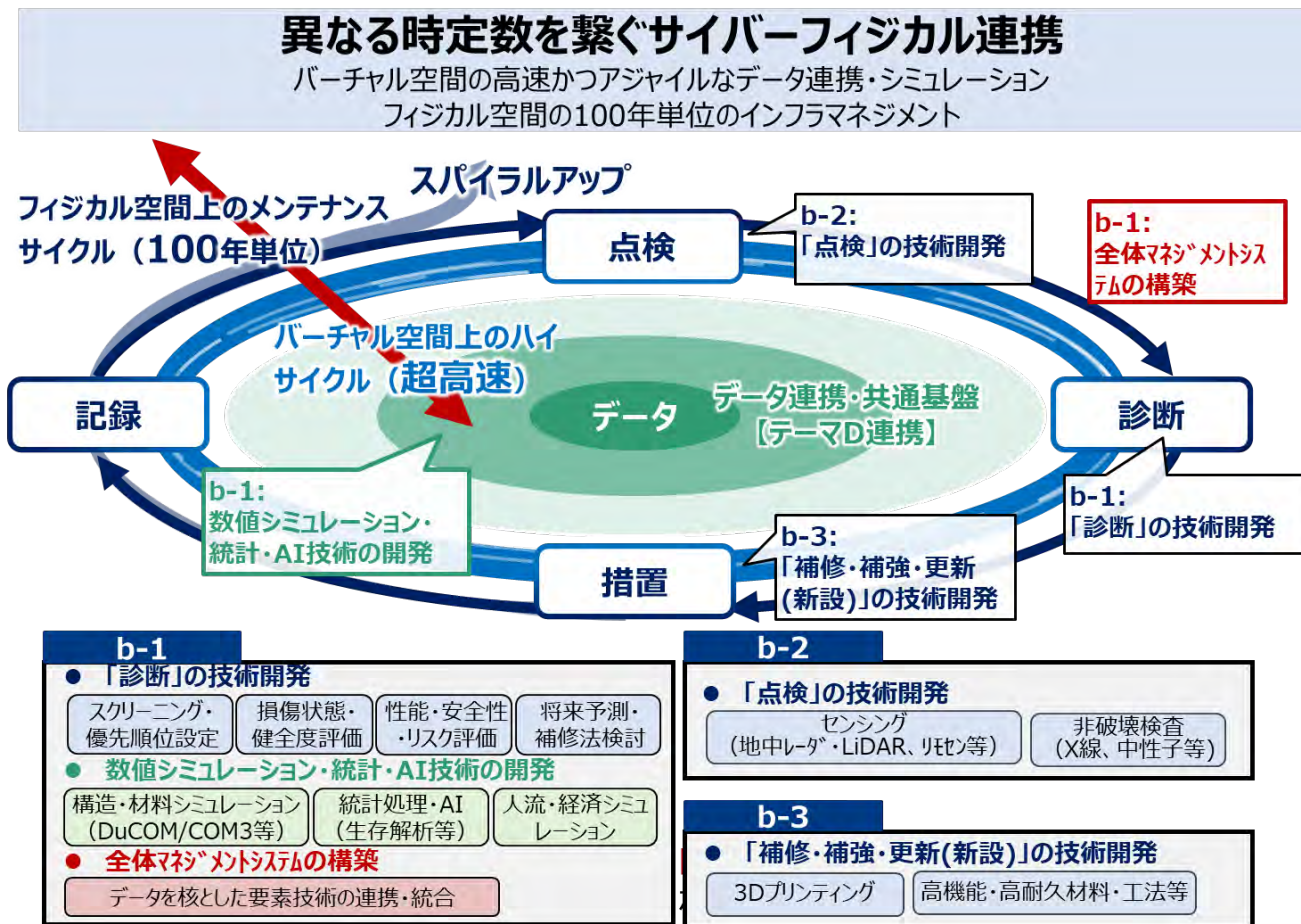 異なる時定数を繋ぐサイバーフィジカル連携
バーチャル空間の高速かつアジャイルなデータ連携・シミュレーション
フィジカル空間の100年単位のインフラマネジメント
スパイラルアップ
フィジカル空間上のメンテナンス
サイクル（100年単位）
点検
b-2:
「点検」の技術開発
b-1:
全体ﾏﾈｼﾞﾒﾝﾄｼｽ
ﾃﾑの構築
バーチャル空間上のハイ
サイクル（超高速）
記録
データ
データ連携・共通基盤
【テーマD連携】
診断
b-1:
数値シミュレーション・
統計・AI技術の開発
b-1:
「診断」の技術開発
措置
b-3:
「補修・補強・更新
(新設)」の技術開発
b-1
● 「診断」の技術開発
スクリーニング・
優先順位設定
損傷状態・
健全度評価
性能・安全性
・リスク評価
将来予測・
補修法検討
● 数値シミュレーション・統計・AI技術の開発
構造・材料シミュレーション
（DuCOM/COM3等）
統計処理・AI
（生存解析等）
人流・経済シミュ
レーション
● 全体ﾏﾈｼﾞﾒﾝﾄｼｽﾃﾑの構築
データを核とした要素技術の連携・統合
b-2
● 「点検」の技術開発
センシング
(地中ﾚｰﾀﾞ・LiDAR、ﾘﾓｾﾝ等)
非破壊検査
（X線、中性子等）
b-3
● 「補修・補強・更新(新設)」の技術開発
3Dプリンティング
高機能・高耐久材料・工法等